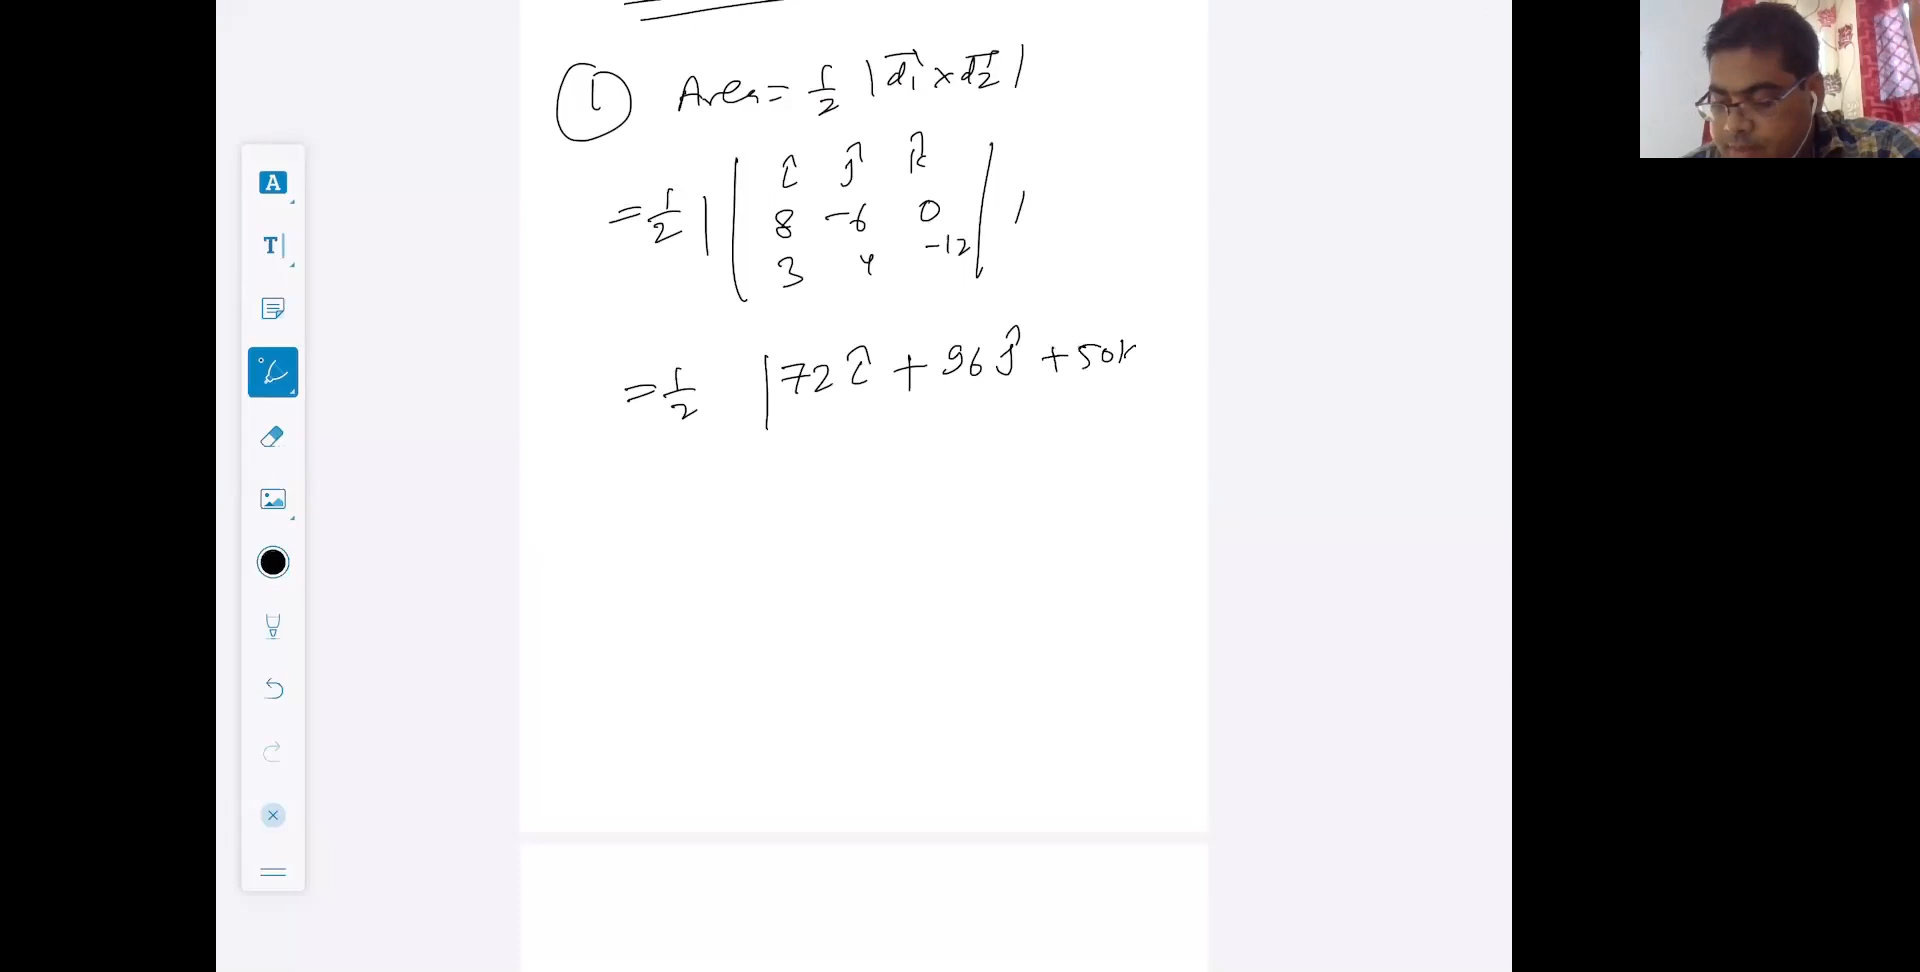 ① Area = 1/2 |d₁⃗ × d₂⃗|
= 1/2 | | î ĵ k̂
8 -6 0
3 4 -12 | |
= 1/2 |72î + 96ĵ + 50k
A
T